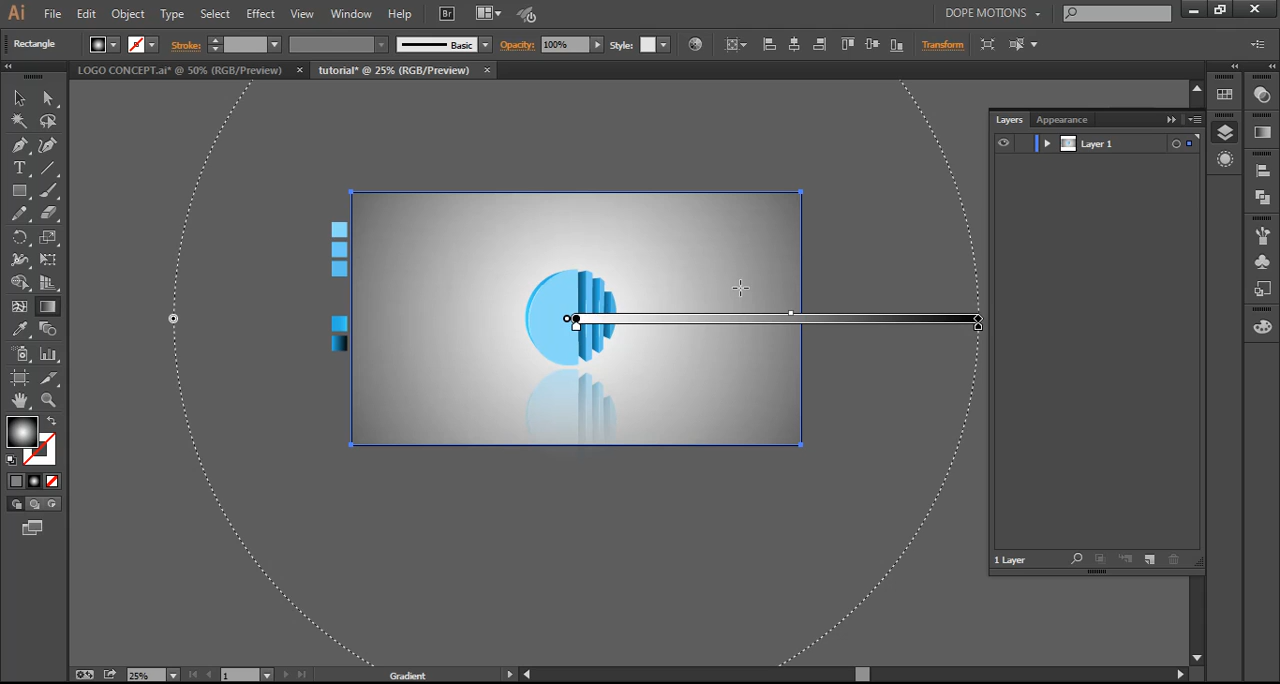 Ai File Edit Object Type Select Effect View Window Help Br DOPE MOTIONS
Rectangle Stroke: Basic Opacity: 100% Style: Transform
LOGO CONCEPT.ai* @ 50% (RGB/Preview) × tutorial* @ 25% (RGB/Preview) ×
Layers Appearance
Layer 1
1 Layer
25% 1 Gradient